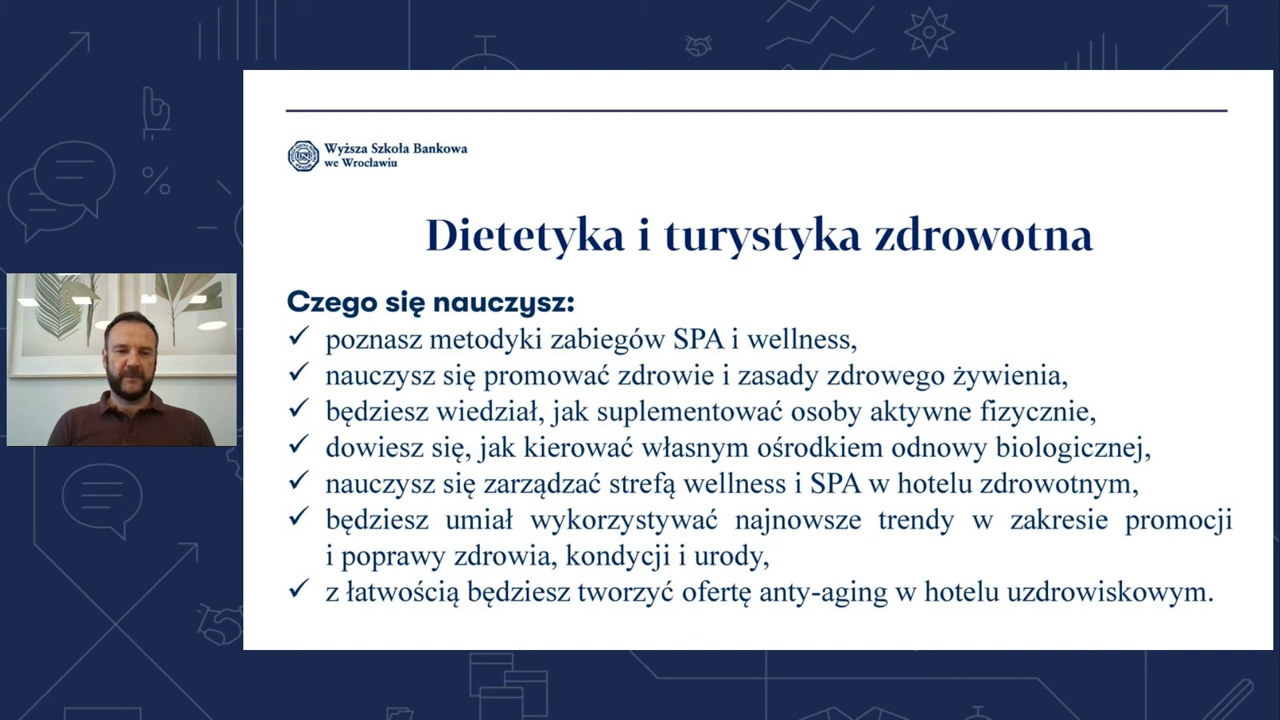 Wyższa Szkoła Bankowa
we Wrocławiu
Dietetyka i turystyka zdrowotna
Czego się nauczysz:
✓ poznasz metodyki zabiegów SPA i wellness,
✓ nauczysz się promować zdrowie i zasady zdrowego żywienia,
✓ będziesz wiedział, jak suplementować osoby aktywne fizycznie,
✓ dowiesz się, jak kierować własnym ośrodkiem odnowy biologicznej,
✓ nauczysz się zarządzać strefą wellness i SPA w hotelu zdrowotnym,
✓ będziesz umiał wykorzystywać najnowsze trendy w zakresie promocji
i poprawy zdrowia, kondycji i urody,
✓ z łatwością będziesz tworzyć ofertę anty-aging w hotelu uzdrowiskowym.